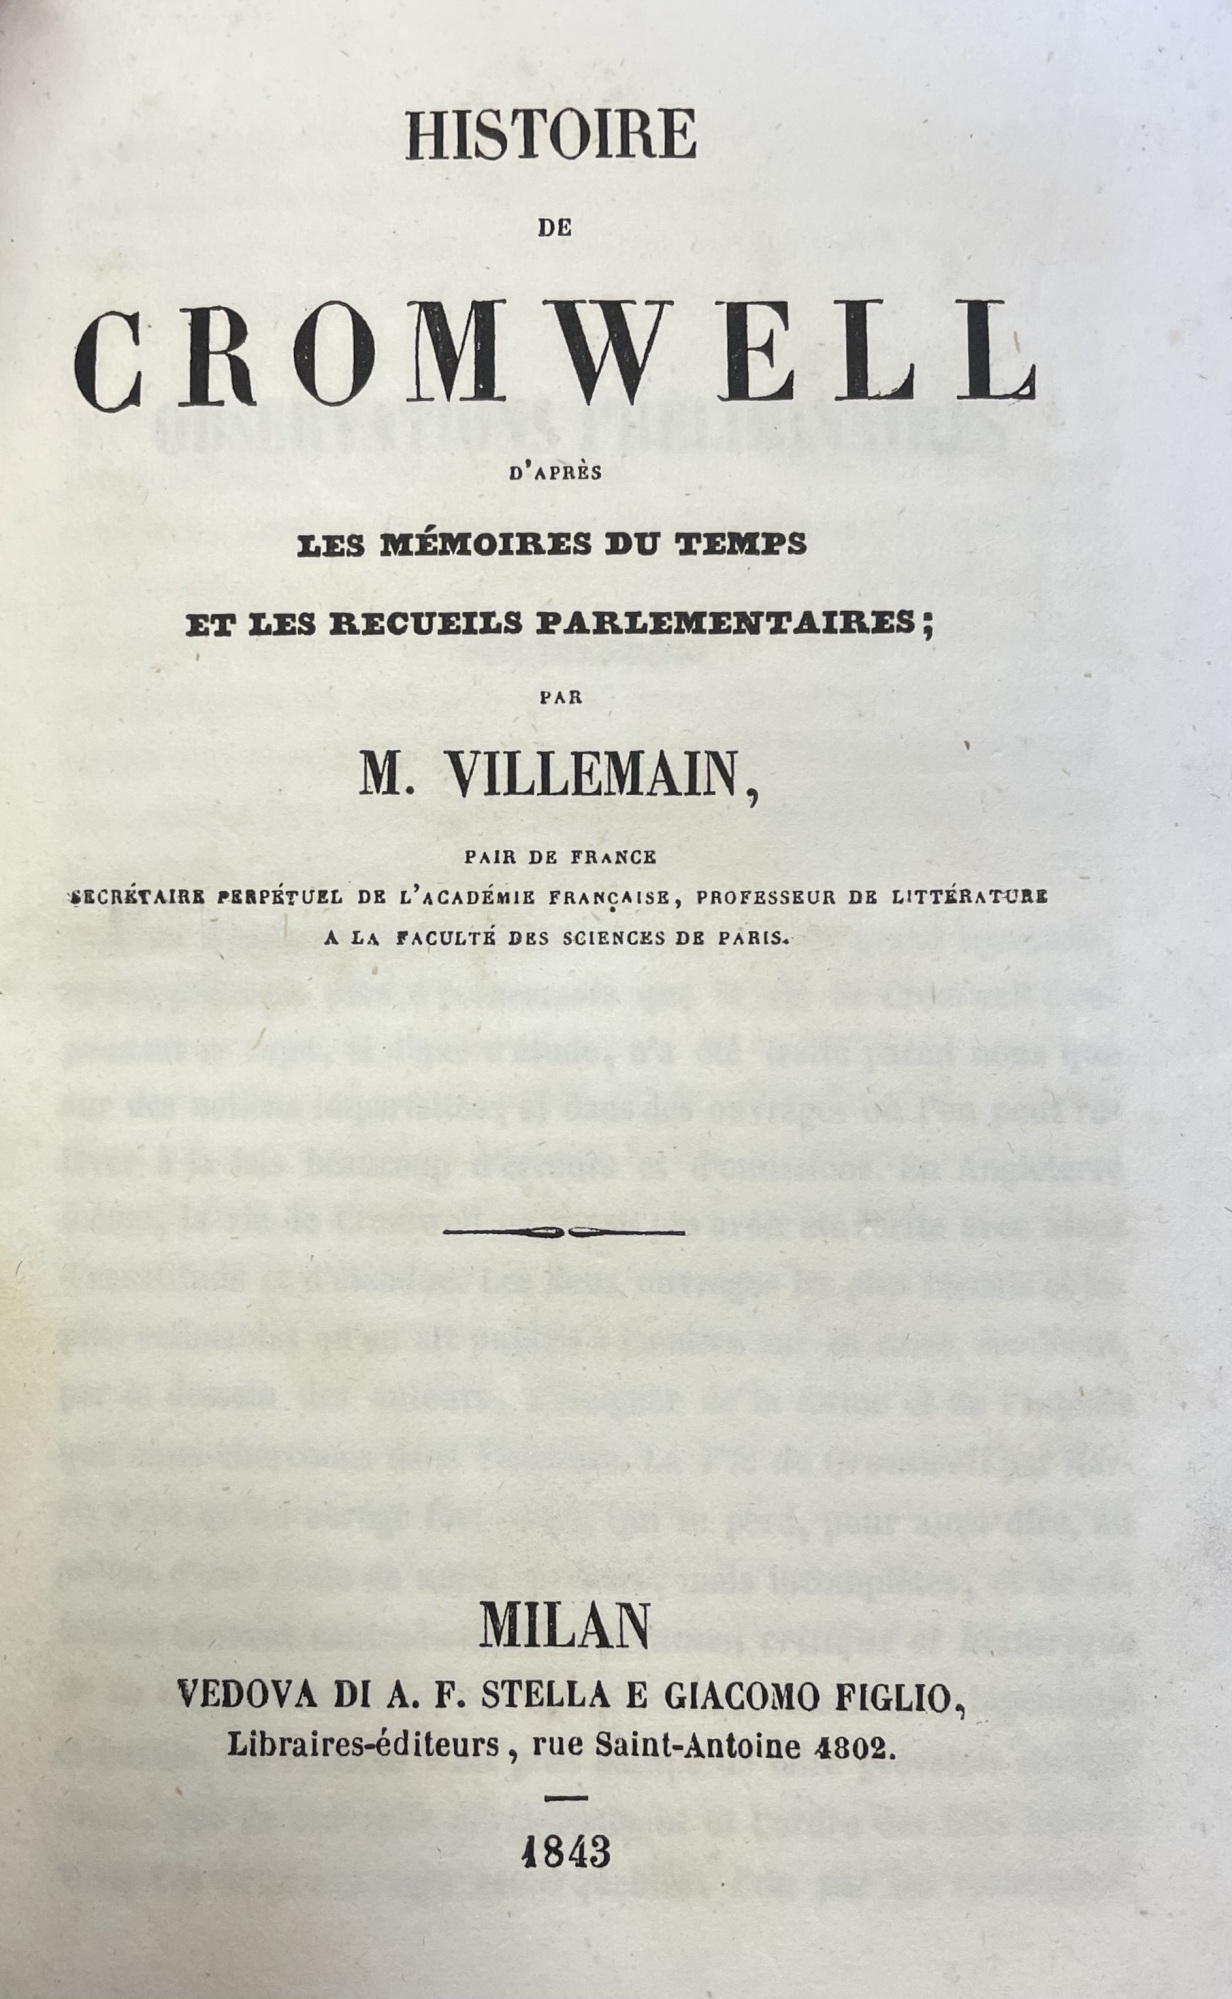 HISTOIRE
DE
CROMWELL
D'APRÈS
LES MÉMOIRES DU TEMPS
ET LES RECUEILS PARLEMENTAIRES;
PAR
M. VILLEMAIN,
PAIR DE FRANCE
SECRÉTAIRE PERPÉTUEL DE L'ACADÉMIE FRANÇAISE, PROFESSEUR DE LITTÉRATURE
A LA FACULTÉ DES SCIENCES DE PARIS.
MILAN
VEDOVA DI A. F. STELLA E GIACOMO FIGLIO,
Libraires-éditeurs, rue Saint-Antoine 4802.
1843